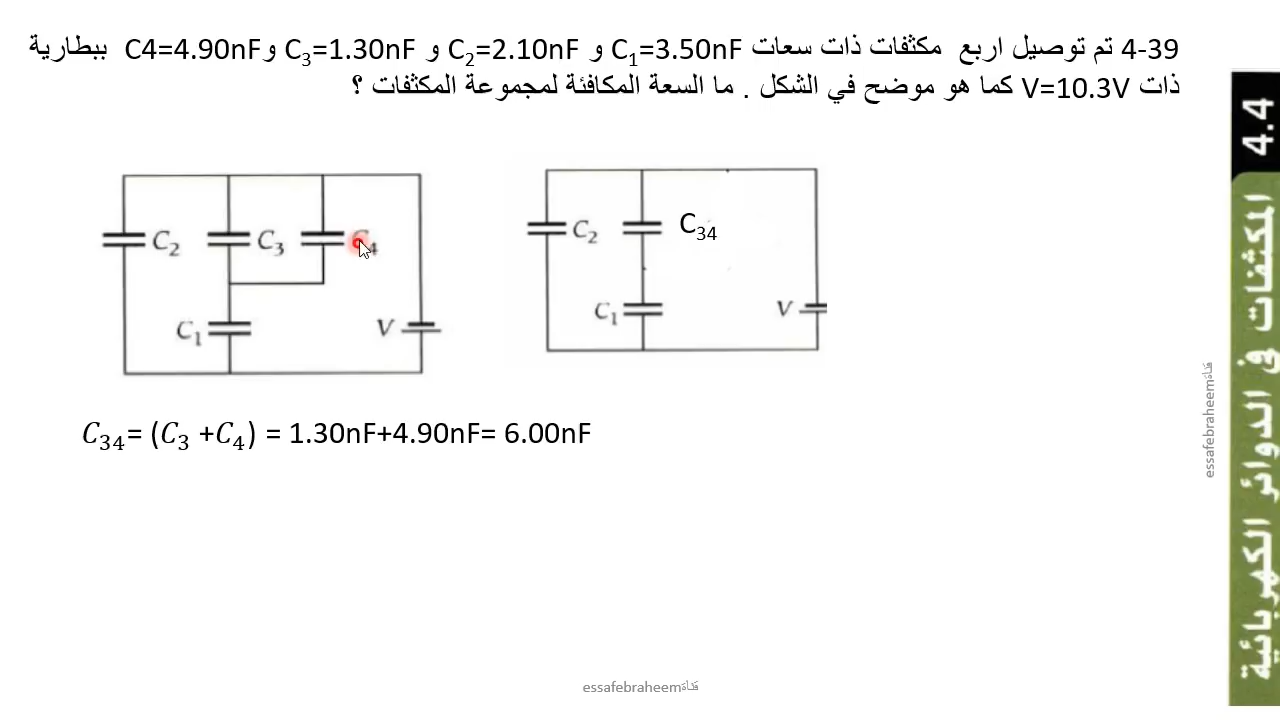 4-39 تم توصيل اربع مكثفات ذات سعات C₁=3.50nF و C₂=2.10nF و C₃=1.30nF و C4=4.90nF ببطارية
ذات V=10.3V كما هو موضح في الشكل . ما السعة المكافئة لمجموعة المكثفات ؟
C₂
C₃
C₁
V
C₂
C₃₄
C₁
V
C₃₄= (C₃ +C₄) = 1.30nF+4.90nF= 6.00nF
4.4 المكثفات في الدوائر الكهربائية
essafebraheemقناة
essafebraheemقناة